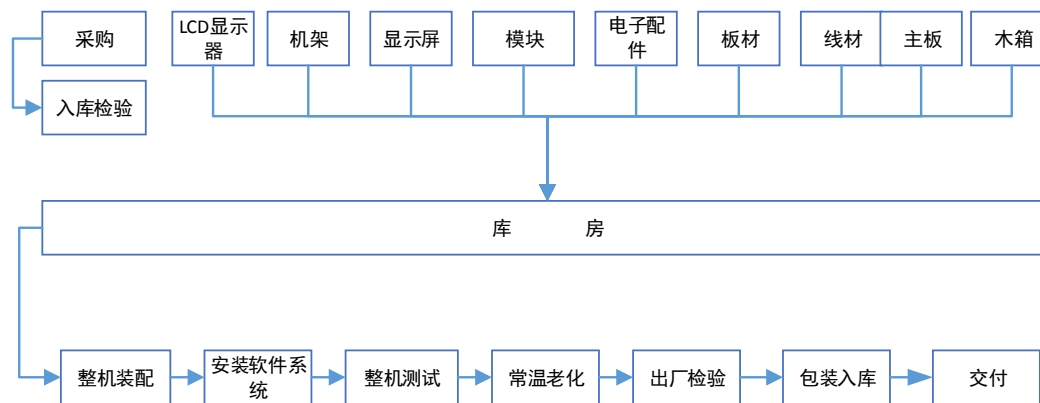 采购
LCD显示
器
机架
显示屏
模块
电子配
件
板材
线材
主板
木箱
入库检验
库 房
整机装配
安装软件系
统
整机测试
常温老化
出厂检验
包装入库
交付